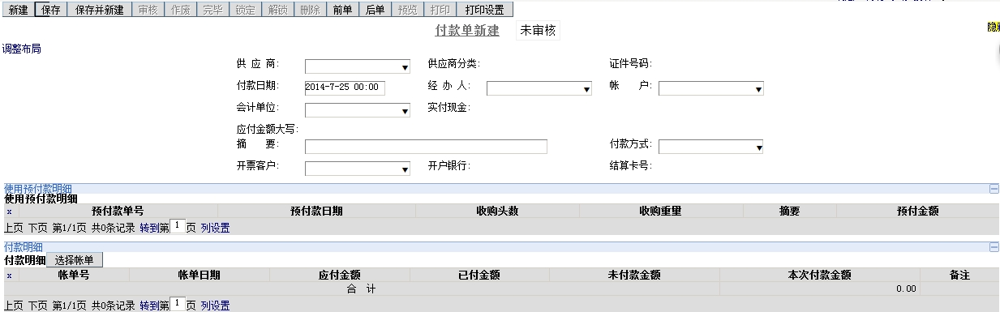 新建 保存 保存并新建 审核 作废 完毕 锁定 解锁 删除 前单 后单 预览 打印 打印设置
付款单新建 未审核
调整布局
供 应 商: 供应商分类: 证件号码:
付款日期: 2014-7-25 00:00 经 办 人: 帐 户:
会计单位: 实付现金:
应付金额大写:
摘 要: 付款方式:
开票客户: 开户银行: 结算卡号:
使用预付款明细
使用预付款明细
x 预付款单号 预付款日期 收购头数 收购重量 摘要 预付金额
上页 下页 第1/1页 共0条记录 转到第 1 页 列设置
付款明细
付款明细 选择帐单
x 帐单号 帐单日期 应付金额 已付金额 未付款金额 本次付款金额 备注
合 计 0.00
上页 下页 第1/1页 共0条记录 转到第 1 页 列设置